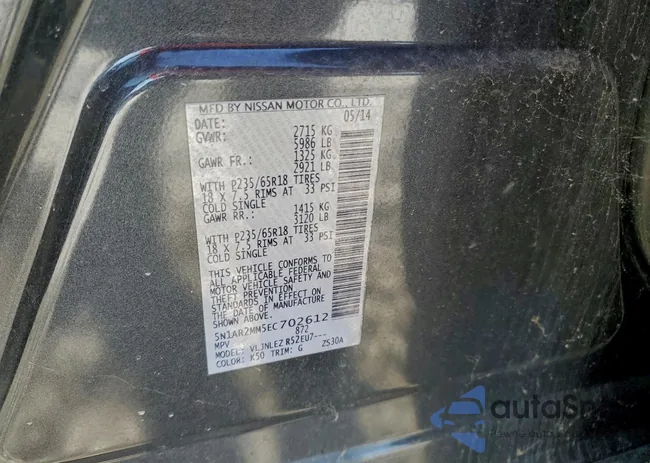 MFD BY NISSAN MOTOR CO., LTD.
DATE: 05/14
GVWR: 2715 KG
5986 LB
GAWR FR.: 1325 KG
2921 LB
WITH P235/65R18 TIRES
18 X 7.5 RIMS AT 33 PSI
COLD SINGLE
GAWR RR.: 1415 KG
3120 LB
WITH P235/65R18 TIRES
18 X 7.5 RIMS AT 33 PSI
COLD SINGLE
THIS VEHICLE CONFORMS TO
ALL APPLICABLE FEDERAL
MOTOR VEHICLE SAFETY AND
THEFT PREVENTION
STANDARDS IN EFFECT ON
THE DATE OF MANUFACTURE
SHOWN ABOVE.
5N1AR2MM5EC702612
MPV 872
MODEL: VLJNLEZ R52EU7---
COLOR: K50 TRIM: G ZS30A